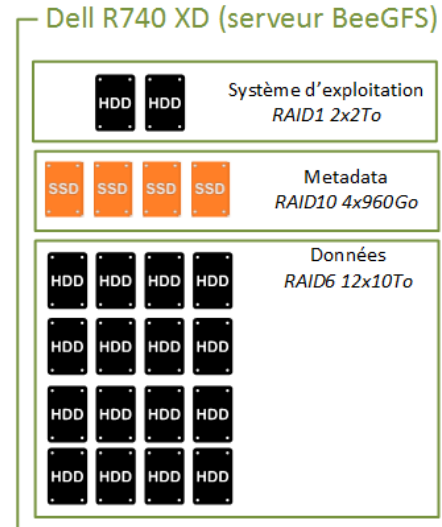 Dell R740 XD (serveur BeeGFS)
HDD HDD
Système d'exploitation
RAID1 2x2To
SSD SSD SSD SSD
Metadata
RAID10 4x960Go
Données
RAID6 12x10To
HDD HDD HDD HDD
HDD HDD HDD HDD
HDD HDD HDD HDD
HDD HDD HDD HDD